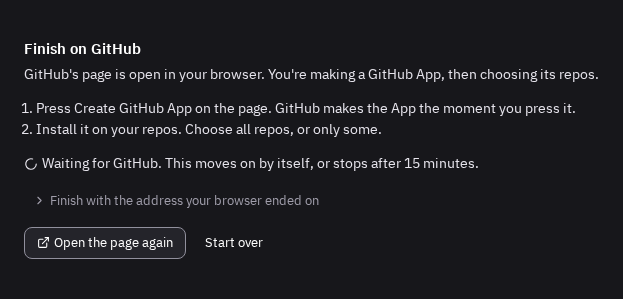 Finish on GitHub
GitHub's page is open in your browser. You're making a GitHub App, then choosing its repos.
1. Press Create GitHub App on the page. GitHub makes the App the moment you press it.
2. Install it on your repos. Choose all repos, or only some.
Waiting for GitHub. This moves on by itself, or stops after 15 minutes.
Finish with the address your browser ended on
Open the page again Start over